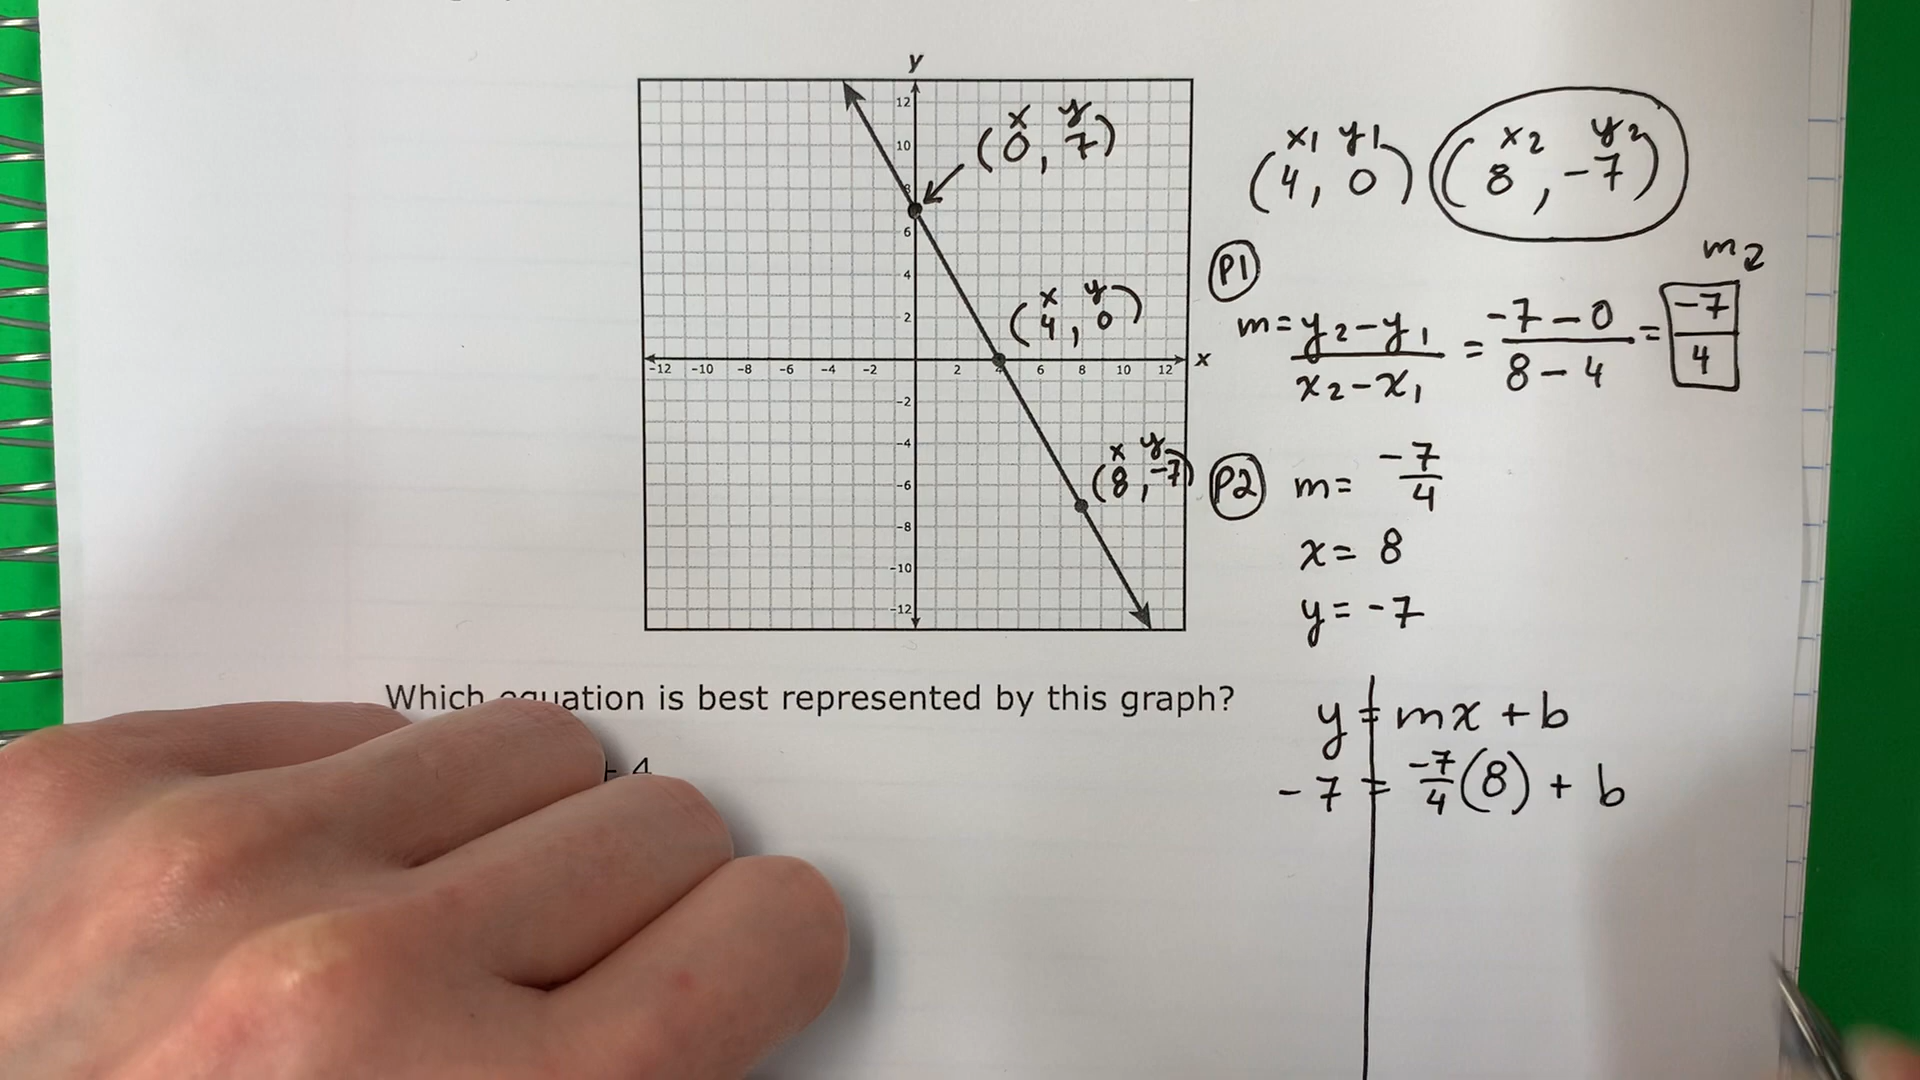 y
12
10
8
6
4
2
-12 -10 -8 -6 -4 -2 2 4 6 8 10 12 x
-2
-4
-6
-8
-10
-12
x y
(0, 7)
x y
(4, 0)
x y
(8, -7)
x1 y1 x2 y2
(4, 0) (8, -7)
P1
m2
m = y2 - y1 / x2 - x1 = -7 - 0 / 8 - 4 = -7/4
P2 m = -7/4
x = 8
y = -7
Which equation is best represented by this graph?
4
y = mx + b
-7 = -7/4 (8) + b